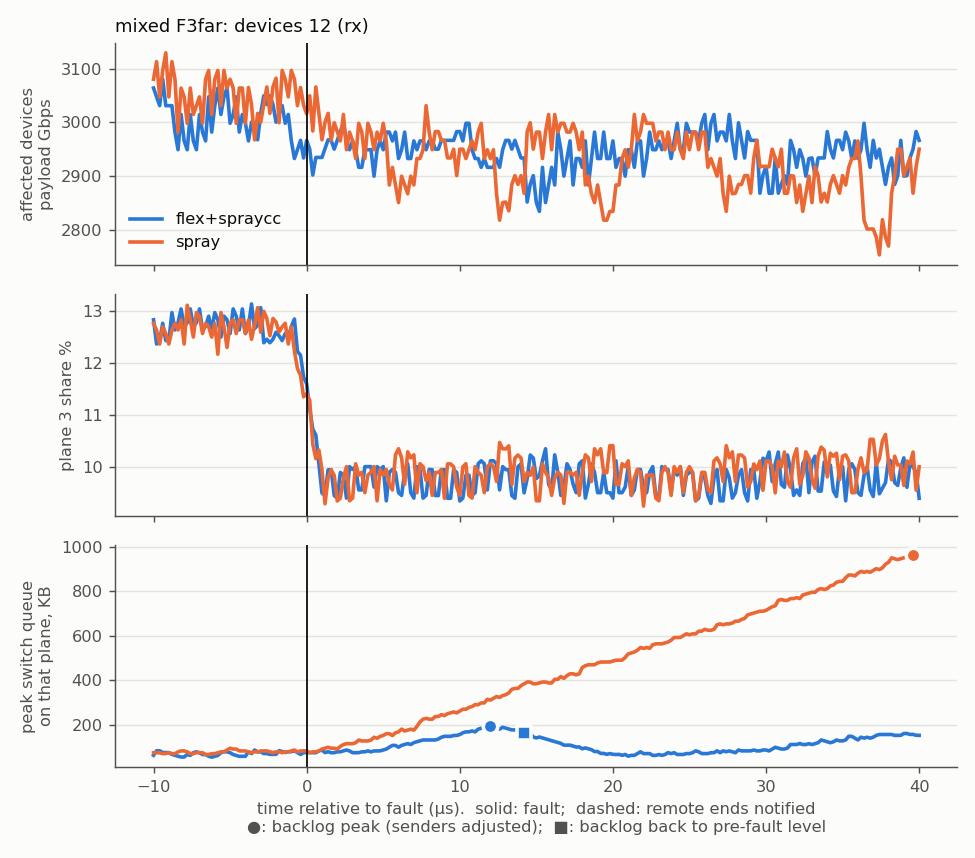 mixed F3far: devices 12 (rx)
affected devices
payload Gbps
3100
3000
2900
2800
flex+spraycc
spray
plane 3 share %
13
12
11
10
peak switch queue
on that plane, KB
1000
800
600
400
200
−10
0
10
20
30
40
time relative to fault (µs).  solid: fault;  dashed: remote ends notified
●: backlog peak (senders adjusted);  ■: backlog back to pre-fault level